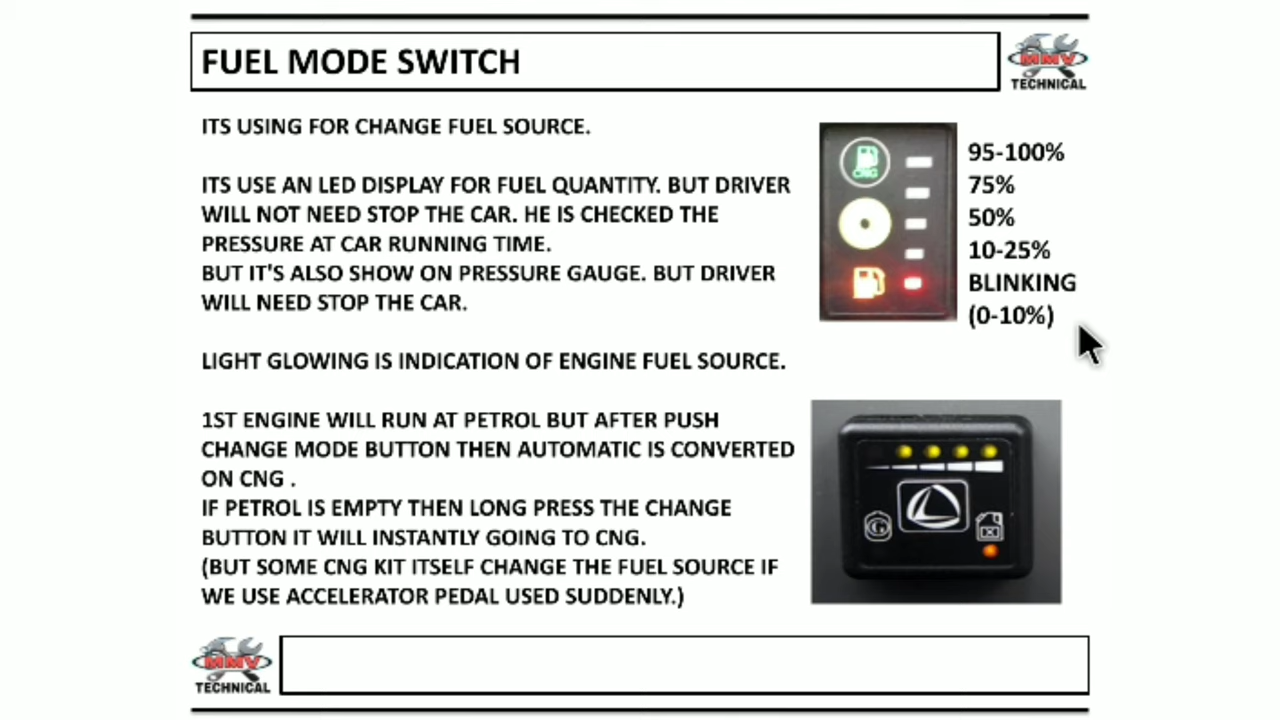 FUEL MODE SWITCH
MMV
TECHNICAL
ITS USING FOR CHANGE FUEL SOURCE.
ITS USE AN LED DISPLAY FOR FUEL QUANTITY. BUT DRIVER
WILL NOT NEED STOP THE CAR. HE IS CHECKED THE
PRESSURE AT CAR RUNNING TIME.
BUT IT'S ALSO SHOW ON PRESSURE GAUGE. BUT DRIVER
WILL NEED STOP THE CAR.
LIGHT GLOWING IS INDICATION OF ENGINE FUEL SOURCE.
1ST ENGINE WILL RUN AT PETROL BUT AFTER PUSH
CHANGE MODE BUTTON THEN AUTOMATIC IS CONVERTED
ON CNG .
IF PETROL IS EMPTY THEN LONG PRESS THE CHANGE
BUTTON IT WILL INSTANTLY GOING TO CNG.
(BUT SOME CNG KIT ITSELF CHANGE THE FUEL SOURCE IF
WE USE ACCELERATOR PEDAL USED SUDDENLY.)
CNG
95-100%
75%
50%
10-25%
BLINKING
(0-10%)
G
MMV
TECHNICAL